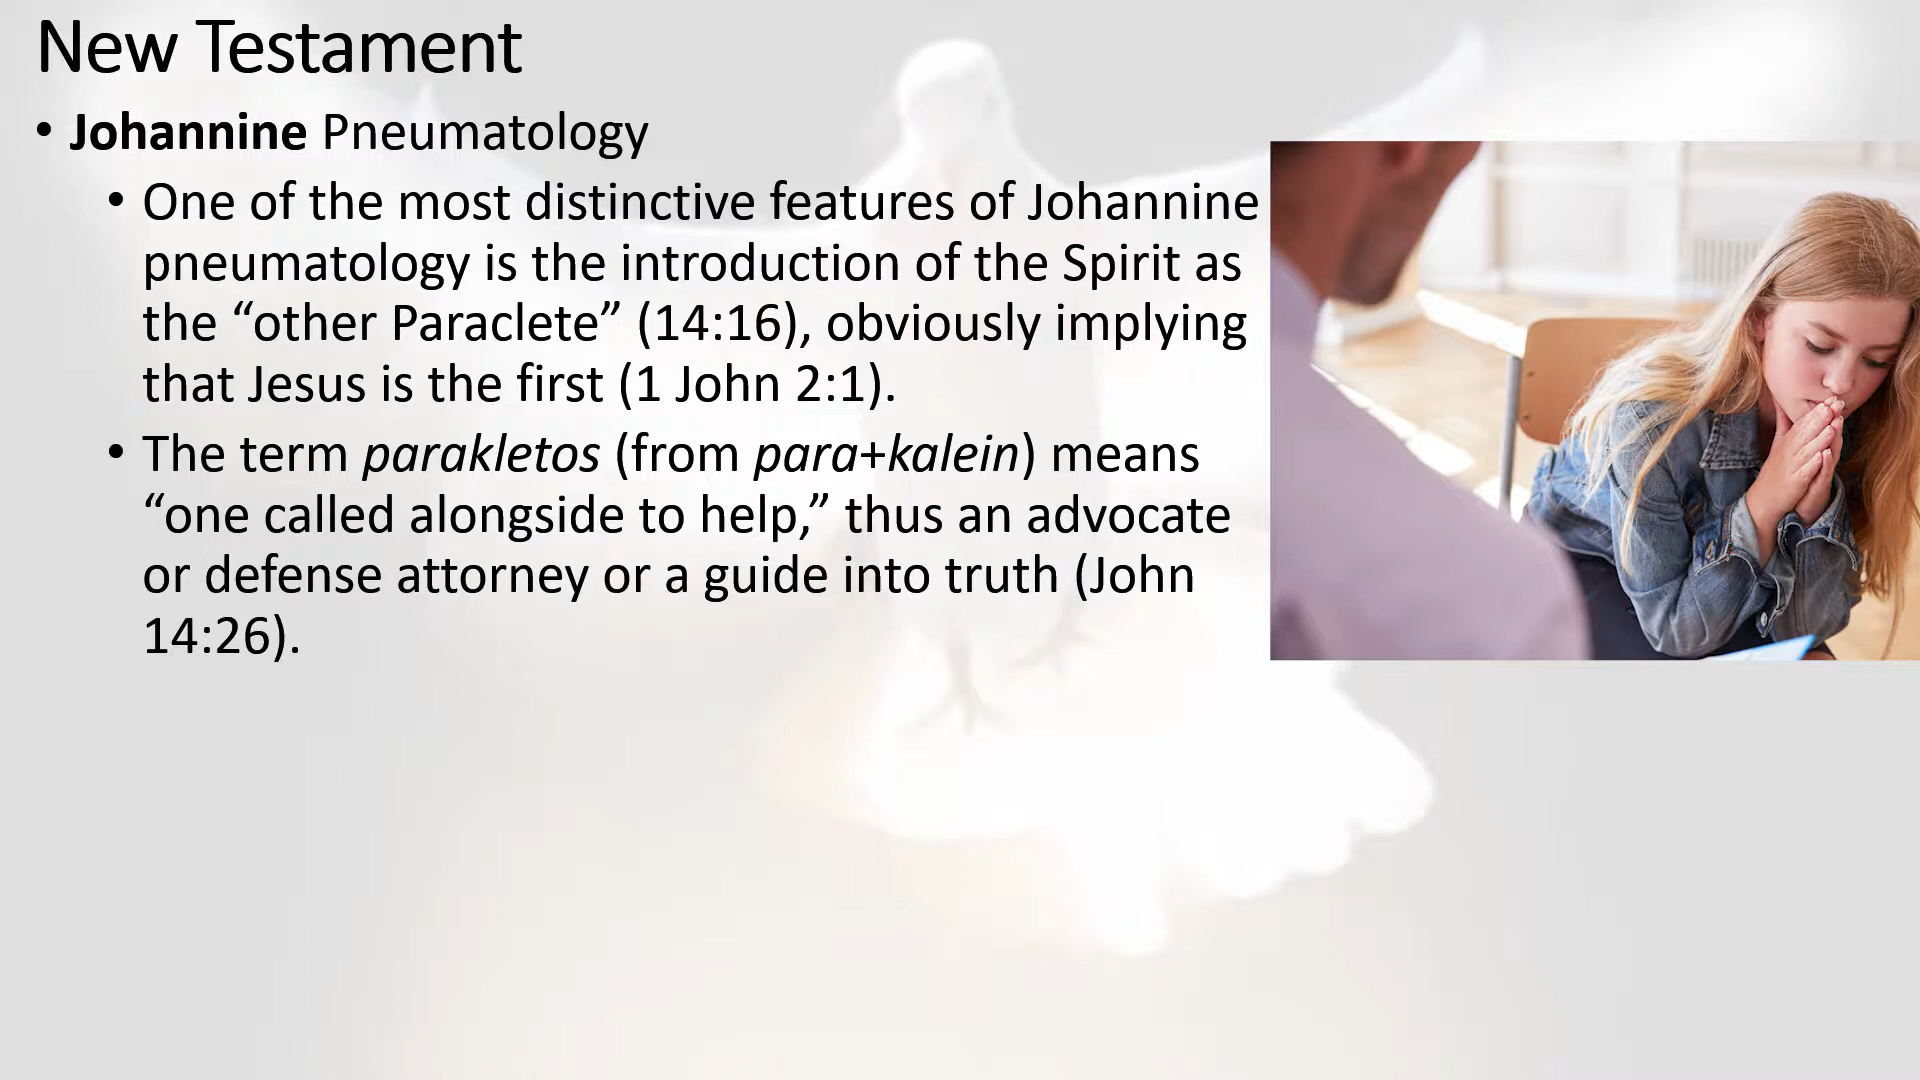 New Testament
• Johannine Pneumatology
• One of the most distinctive features of Johannine
pneumatology is the introduction of the Spirit as
the “other Paraclete” (14:16), obviously implying
that Jesus is the first (1 John 2:1).
• The term parakletos (from para+kalein) means
“one called alongside to help,” thus an advocate
or defense attorney or a guide into truth (John
14:26).